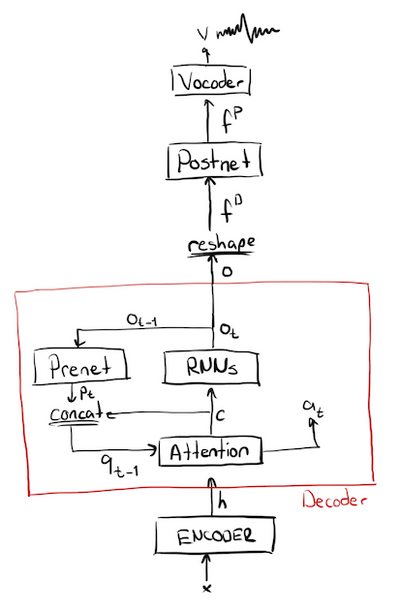 v
Vocoder
f^P
Postnet
f^D
reshape
o
o_{t-1}
o_t
Prenet
RNNs
p_t
concate
c
a_t
q_{t-1}
Attention
h
Decoder
ENCODER
x